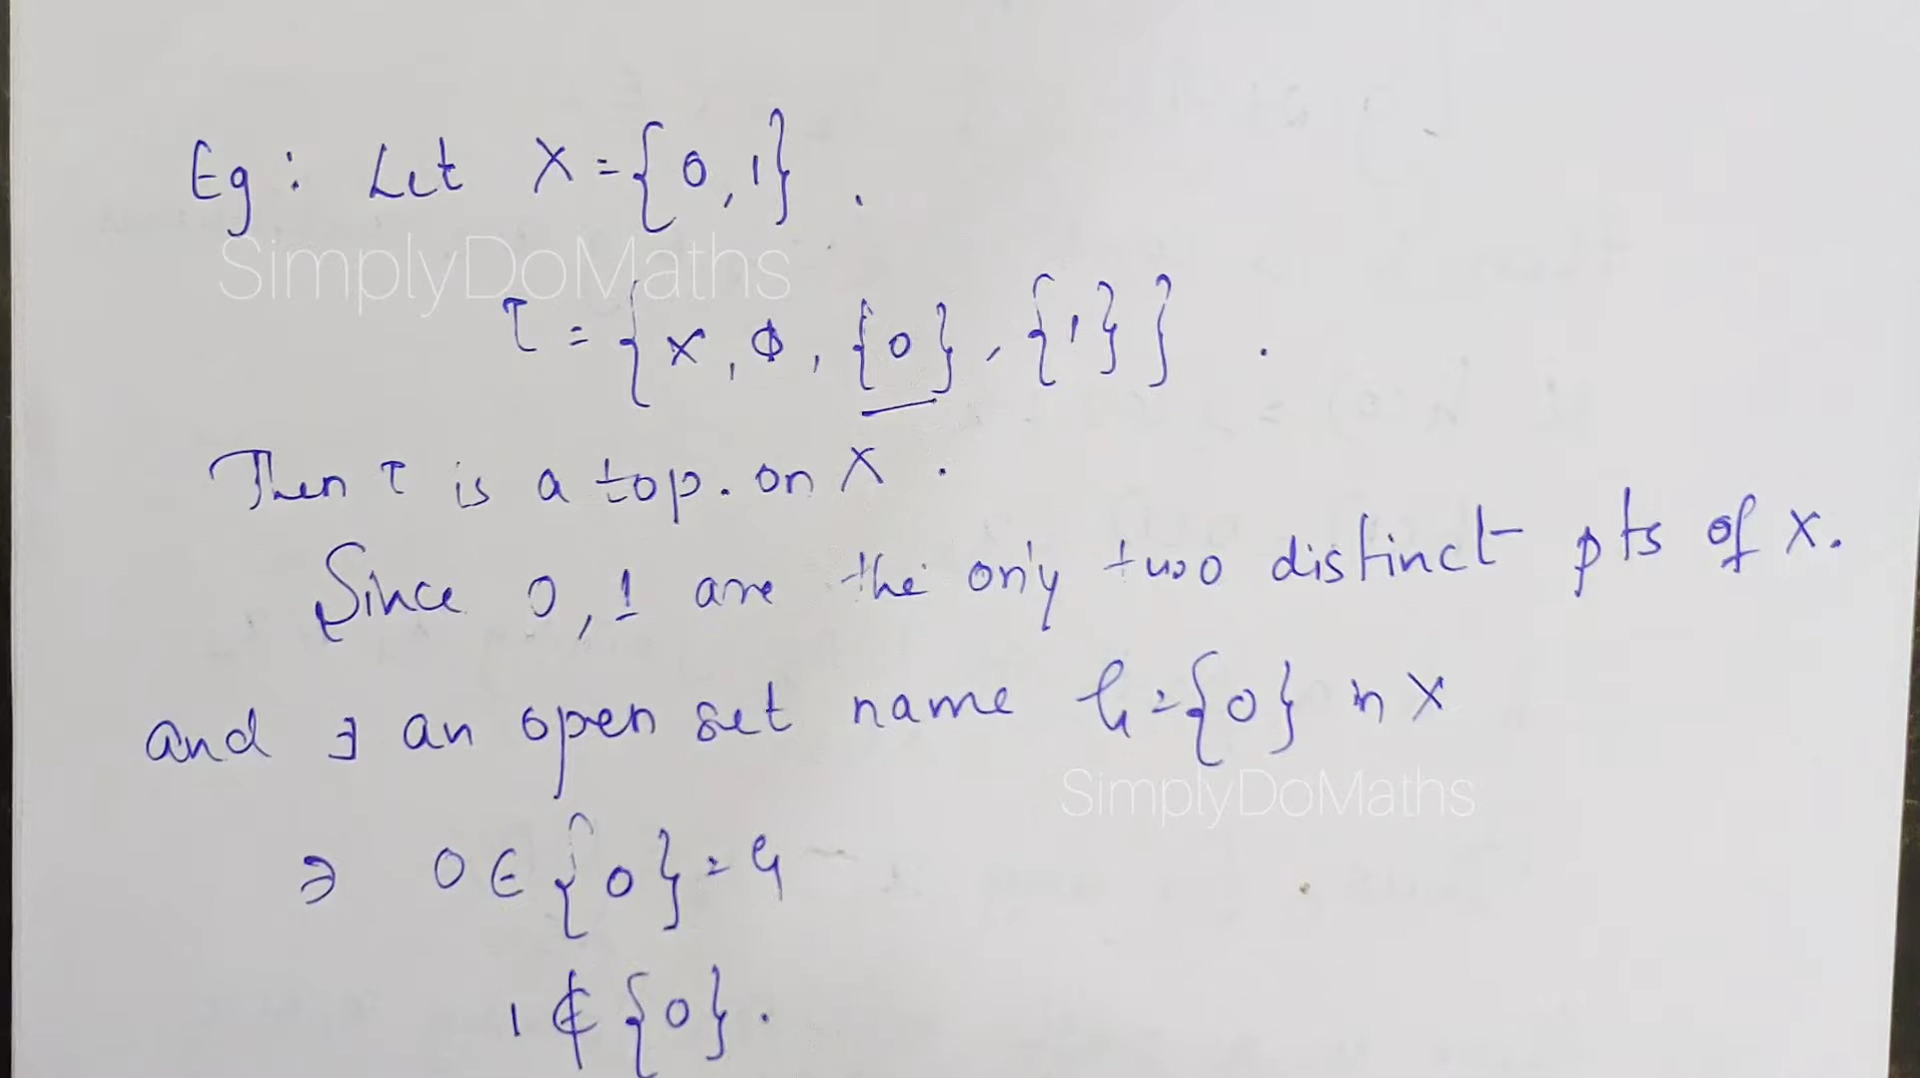 Eg: Let X = {0, 1}.
SimplyDoMaths
τ = {X, φ, {0}, {1}}.
Then τ is a top. on X.
Since 0, 1 are the only two distinct pts of X.
and ∃ an open set name G = {0} in X
SimplyDoMaths
∋ 0 ∈ {0} = G
1 ∉ {0}.